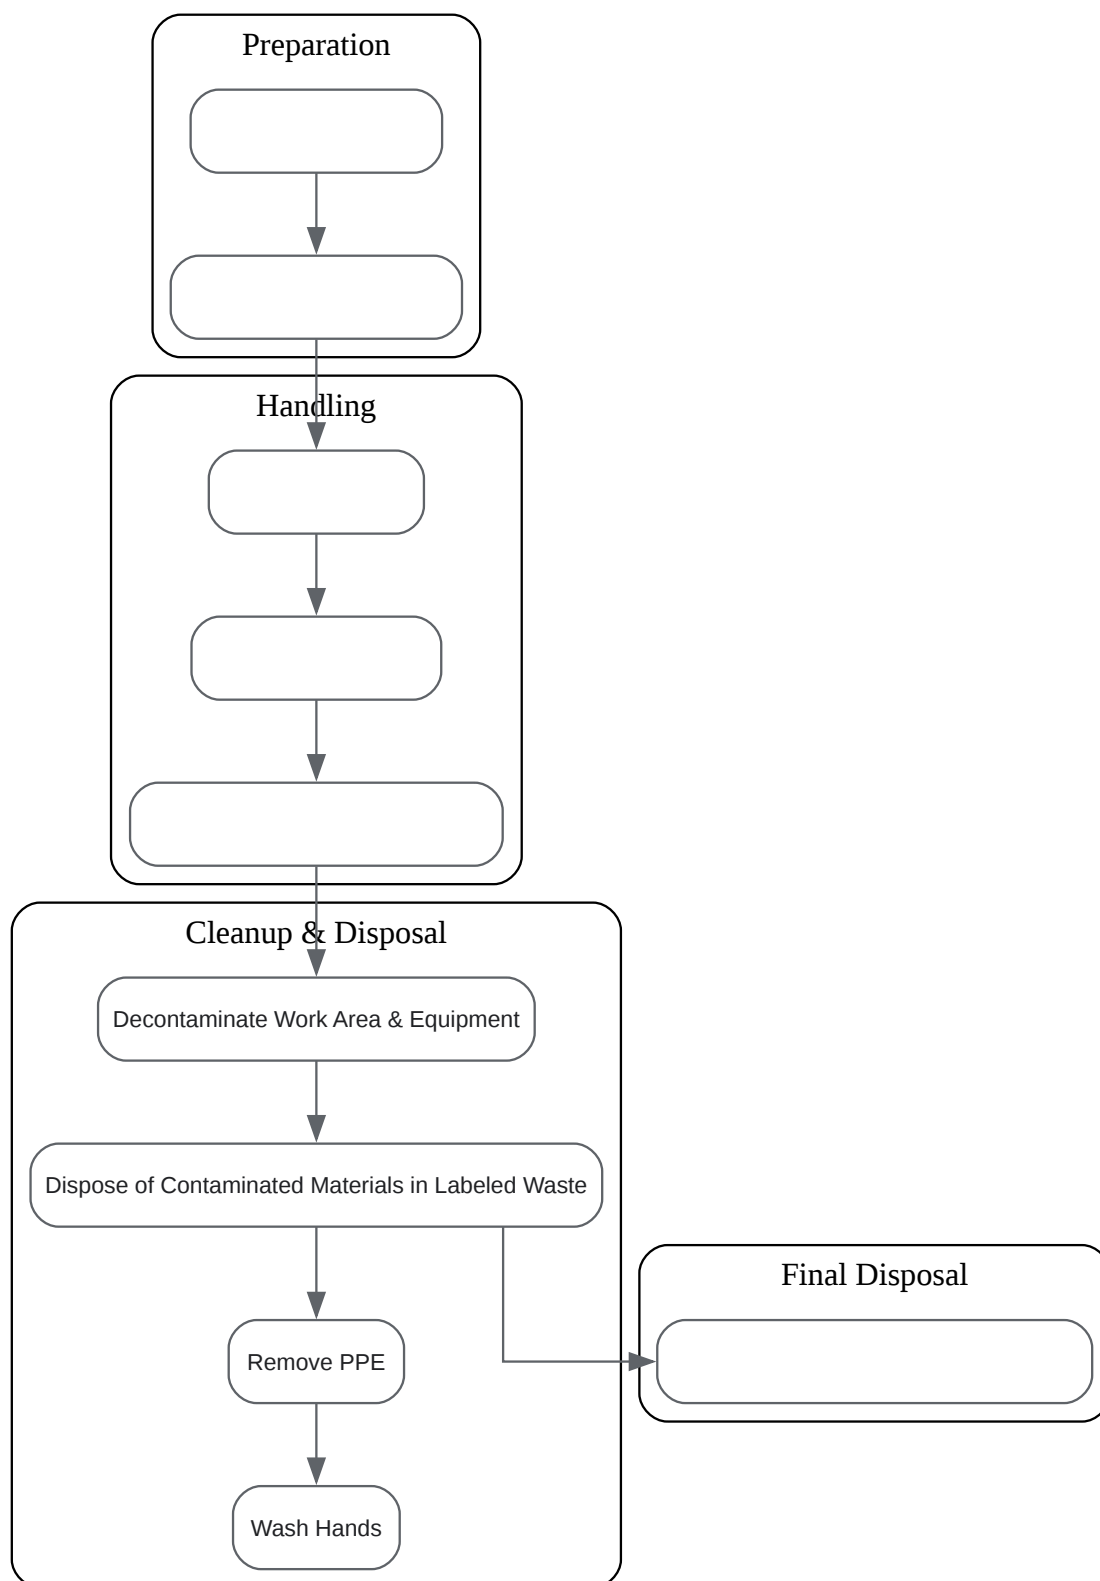 Preparation
Handling
Cleanup & Disposal
Decontaminate Work Area & Equipment
Dispose of Contaminated Materials in Labeled Waste
Final Disposal
Remove PPE
Wash Hands